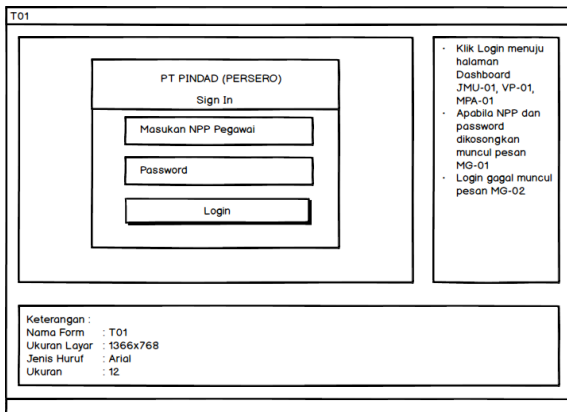 T01
PT PINDAD (PERSERO)
Sign In
Masukan NPP Pegawai
Password
Login
· Klik Login menuju
halaman
Dashboard
JMU-01, VP-01,
MPA-01
· Apabila NPP dan
password
dikosongkan
muncul pesan
MG-01
· Login gagal muncul
pesan MG-02
Keterangan :
Nama Form : T01
Ukuran Layar : 1366x768
Jenis Huruf : Arial
Ukuran : 12